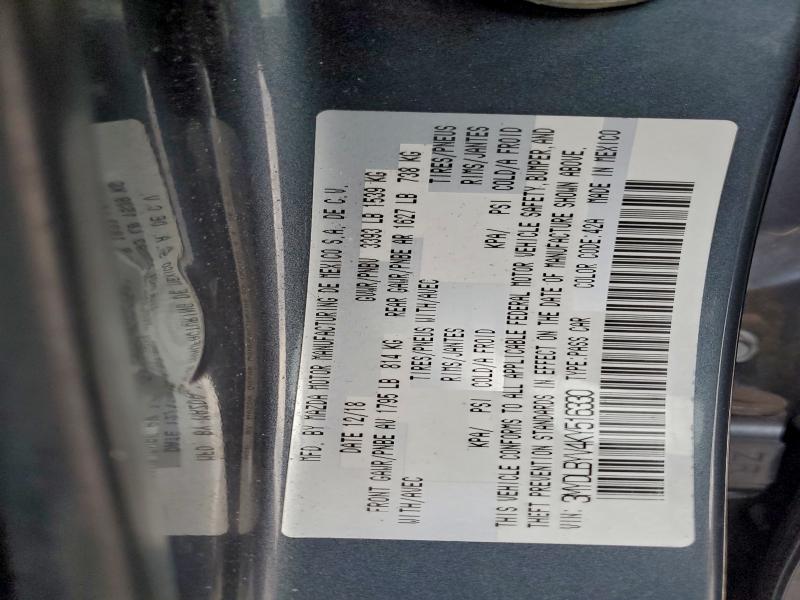 MFD. BY MAZDA MOTOR MANUFACTURING DE MEXICO S.A. DE C.V.
DATE 12/18 GVWR/PNBV 3393 LB 1539 KG
FRONT GAWR/PNBE AV 1795 LB 814 KG REAR GAWR/PNBE AR 1627 LB 738 KG
WITH/AVEC TIRES/PNEUS WITH/AVEC TIRES/PNEUS
RIMS/JANTES RIMS/JANTES
KPA/ PSI COLD/A FROID KPA/ PSI COLD/A FROID
THIS VEHICLE CONFORMS TO ALL APPLICABLE FEDERAL MOTOR VEHICLE SAFETY, BUMPER, AND
THEFT PREVENTION STANDARDS IN EFFECT ON THE DATE OF MANUFACTURE SHOWN ABOVE.
VIN: 3MYDLBYV4KY516330 TYPE:PASS CAR COLOR CODE:42A MADE IN MEXICO